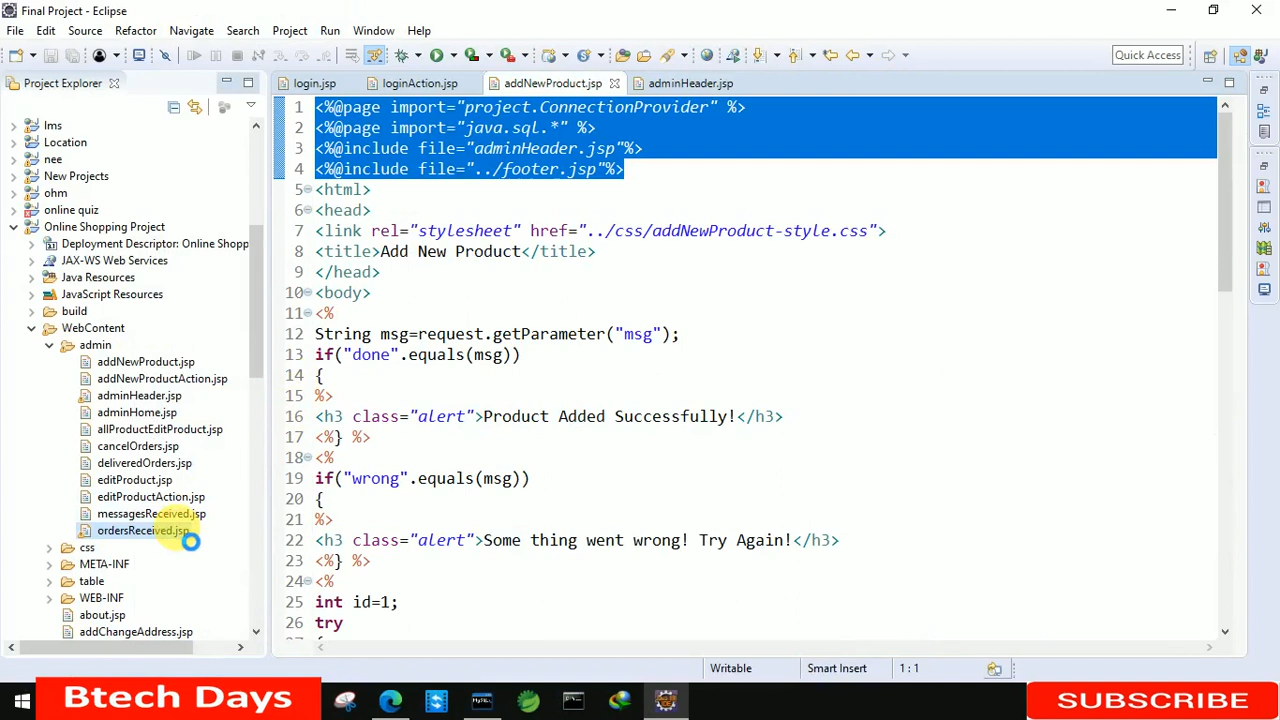 Final Project - Eclipse
File Edit Source Refactor Navigate Search Project Run Window Help
Quick Access
Project Explorer
login.jsp
loginAction.jsp
addNewProduct.jsp
adminHeader.jsp
lms
Location
nee
New Projects
ohm
online quiz
Online Shopping Project
Deployment Descriptor: Online Shopp
JAX-WS Web Services
Java Resources
JavaScript Resources
build
WebContent
admin
addNewProduct.jsp
addNewProductAction.jsp
adminHeader.jsp
adminHome.jsp
allProductEditProduct.jsp
cancelOrders.jsp
deliveredOrders.jsp
editProduct.jsp
editProductAction.jsp
messagesReceived.jsp
ordersReceived.jsp
css
META-INF
table
WEB-INF
about.jsp
addChangeAddress.jsp
1 <%@page import="project.ConnectionProvider" %>
2 <%@page import="java.sql.*" %>
3 <%@include file="adminHeader.jsp"%>
4 <%@include file="../footer.jsp"%>
5 <html>
6 <head>
7 <link rel="stylesheet" href="../css/addNewProduct-style.css">
8 <title>Add New Product</title>
9 </head>
10 <body>
11 <%
12 String msg=request.getParameter("msg");
13 if("done".equals(msg))
14 {
15 %>
16 <h3 class="alert">Product Added Successfully!</h3>
17 <%} %>
18 <%
19 if("wrong".equals(msg))
20 {
21 %>
22 <h3 class="alert">Some thing went wrong! Try Again!</h3>
23 <%} %>
24 <%
25 int id=1;
26 try
Writable
Smart Insert
1 : 1
Btech Days
SUBSCRIBE